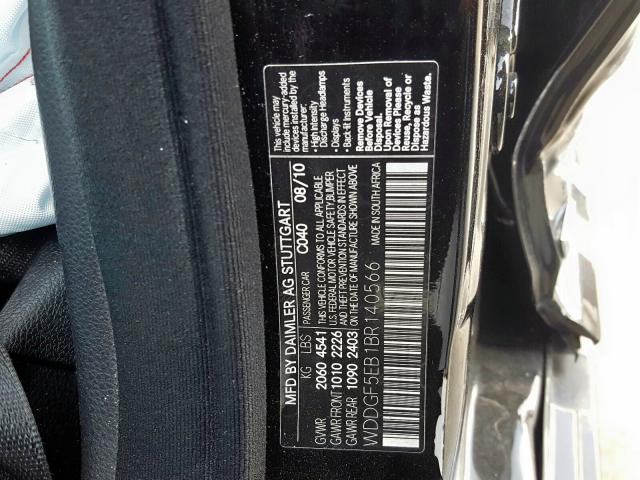 MFD BY DAIMLER AG STUTTGART
PASSENGER CAR C040 08/10
KG LBS
GVWR 2060 4541
GAWR FRONT 1010 2226
GAWR REAR 1090 2403
THIS VEHICLE CONFORMS TO ALL APPLICABLE
U.S. FEDERAL MOTOR VEHICLE SAFETY, BUMPER
AND THEFT PREVENTION STANDARDS IN EFFECT
ON THE DATE OF MANUFACTURE SHOWN ABOVE
WDDGF5EB1BR140566 MADE IN SOUTH AFRICA
This vehicle may
include mercury-added
devices installed by the
manufacturer:
• High Intensity
Discharge Headlamps
• Displays
• Back-lit Instruments
Remove Devices
Before Vehicle
Disposal.
Upon Removal of
Devices Please
Reuse, Recycle or
Dispose as
Hazardous Waste.